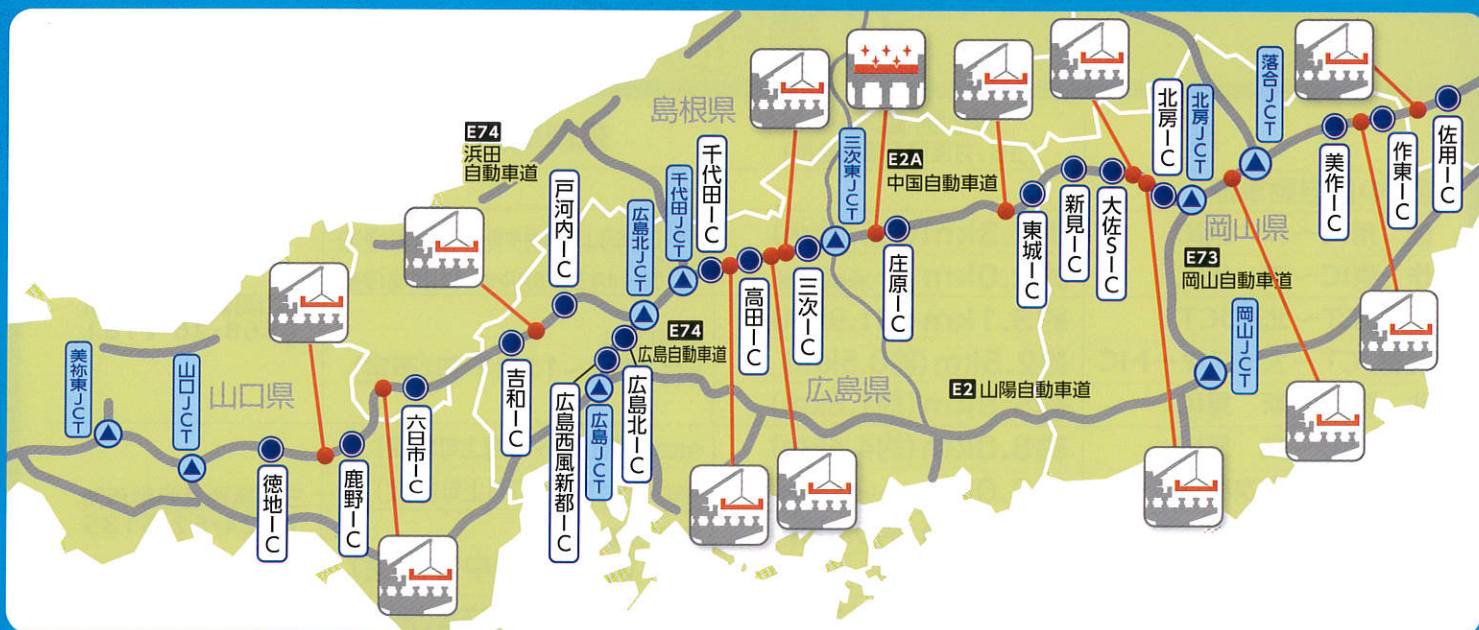 島根県
E74
浜田
自動車道
戸河内IC
広島北JCT
千代田JCT
千代田IC
三次東JCT
E2A
中国自動車道
北房IC
北房JCT
落合JCT
美作IC
作東IC
佐用IC
岡山県
E73
岡山自動車道
岡山JCT
大佐SIC
新見IC
東城IC
庄原IC
三次IC
高田IC
E74
広島自動車道
広島県
E2 山陽自動車道
広島北IC
広島JCT
広島西風新都IC
吉和IC
六日市IC
鹿野IC
徳地IC
山口県
山口JCT
美祢東JCT